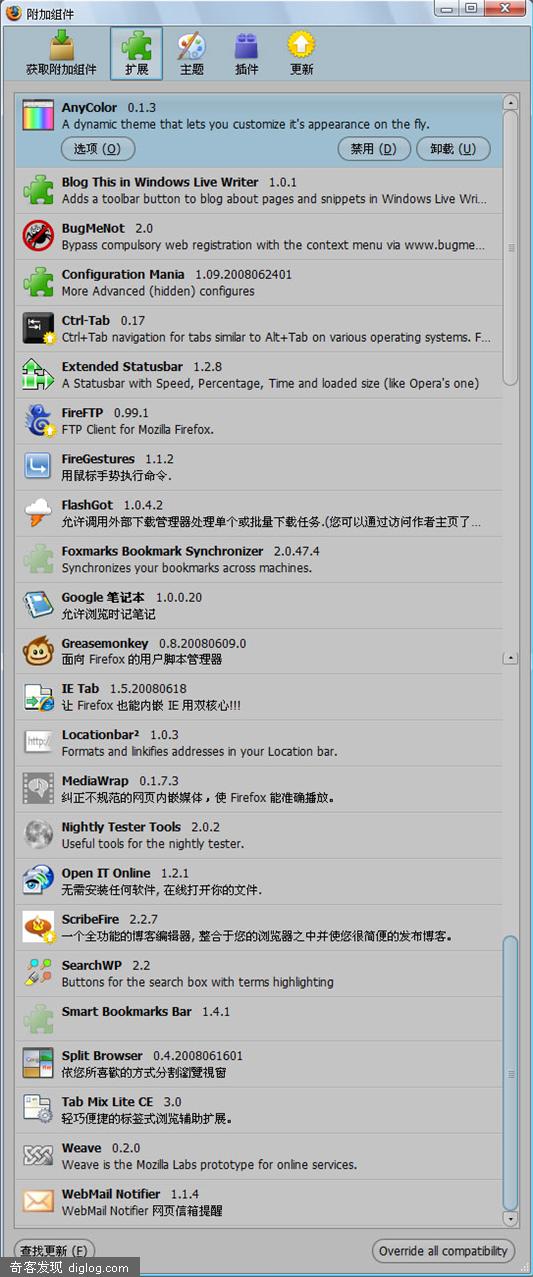 附加组件
获取附加组件 扩展 主题 插件 更新
AnyColor 0.1.3
A dynamic theme that lets you customize it's appearance on the fly.
选项 (O) 禁用 (D) 卸载 (U)
Blog This in Windows Live Writer 1.0.1
Adds a toolbar button to blog about pages and snippets in Windows Live Wri...
BugMeNot 2.0
Bypass compulsory web registration with the context menu via www.bugme...
Configuration Mania 1.09.2008062401
More Advanced (hidden) configures
Ctrl-Tab 0.17
Ctrl+Tab navigation for tabs similar to Alt+Tab on various operating systems. F...
Extended Statusbar 1.2.8
A Statusbar with Speed, Percentage, Time and loaded size (like Opera's one)
FireFTP 0.99.1
FTP Client for Mozilla Firefox.
FireGestures 1.1.2
用鼠标手势执行命令.
FlashGot 1.0.4.2
允许调用外部下载管理器处理单个或批量下载任务.(您可以通过访问作者主页了...
Foxmarks Bookmark Synchronizer 2.0.47.4
Synchronizes your bookmarks across machines.
Google 笔记本 1.0.0.20
允许浏览时记笔记
Greasemonkey 0.8.20080609.0
面向 Firefox 的用户脚本管理器
IE Tab 1.5.20080618
让 Firefox 也能内嵌 IE 用双核心!!!
http:/
Locationbar² 1.0.3
Formats and linkifies addresses in your Location bar.
MediaWrap 0.1.7.3
纠正不规范的网页内嵌媒体，使 Firefox 能准确播放。
Nightly Tester Tools 2.0.2
Useful tools for the nightly tester.
Open IT Online 1.2.1
无需安装任何软件, 在线打开你的文件.
ScribeFire 2.2.7
一个全功能的博客编辑器, 整合于您的浏览器之中并使您很简便的发布博客。
SearchWP 2.2
Buttons for the search box with terms highlighting
Smart Bookmarks Bar 1.4.1
Split Browser 0.4.2008061601
依您所喜歡的方式分割瀏覽視窗
Tab Mix Lite CE 3.0
轻巧便捷的标签式浏览辅助扩展。
Weave 0.2.0
Weave is the Mozilla Labs prototype for online services.
WebMail Notifier 1.1.4
WebMail Notifier 网页信箱提醒
查找更新 (F) Override all compatibility
奇客发现 diglog.com